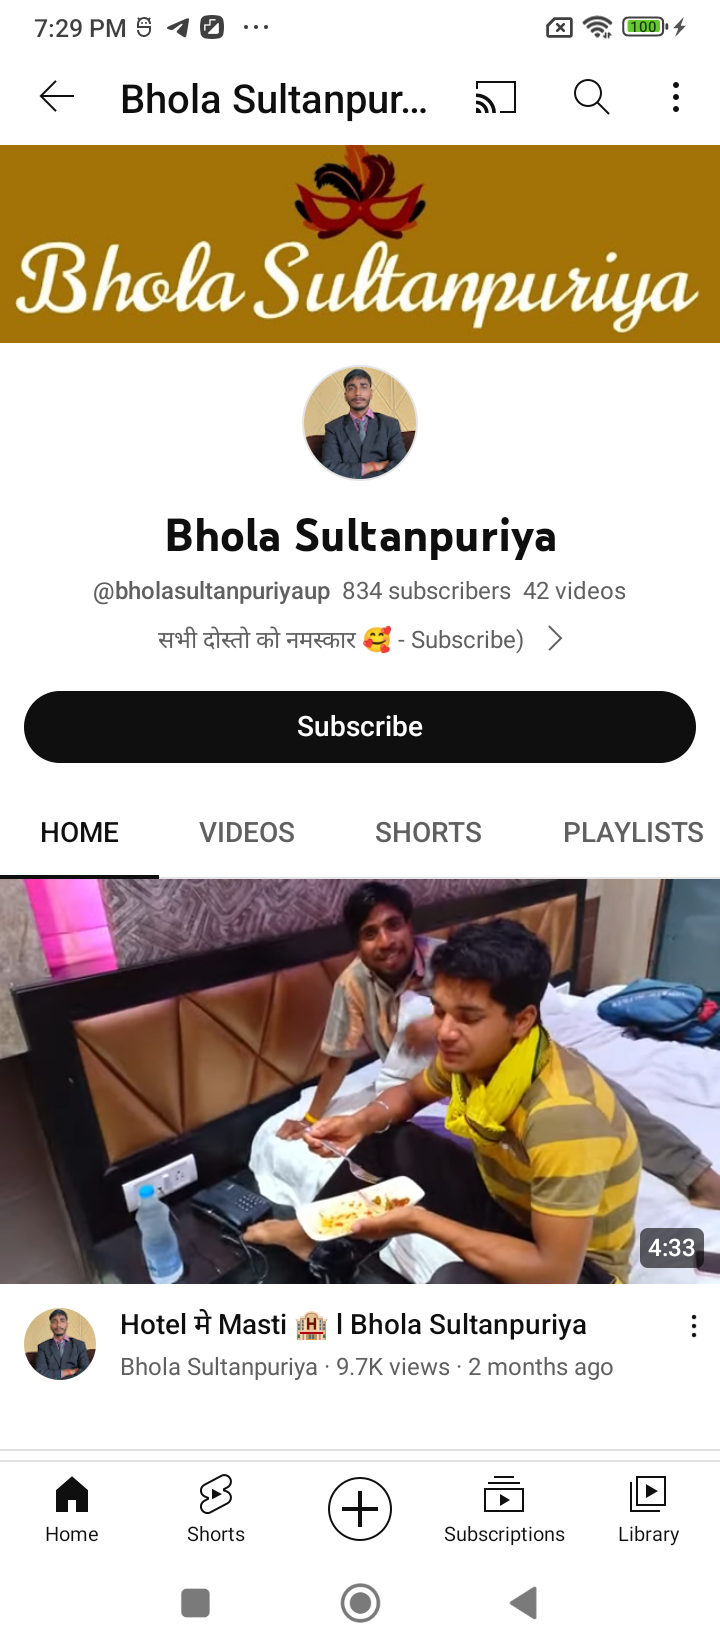 7:29 PM
100
Bhola Sultanpur...
Bhola Sultanpuriya
Bhola Sultanpuriya
@bholasultanpuriyaup 834 subscribers 42 videos
सभी दोस्तो को नमस्कार 🥰 - Subscribe)
Subscribe
HOME VIDEOS SHORTS PLAYLISTS
4:33
Hotel मे Masti 🏨 l Bhola Sultanpuriya
Bhola Sultanpuriya · 9.7K views · 2 months ago
Home Shorts Subscriptions Library